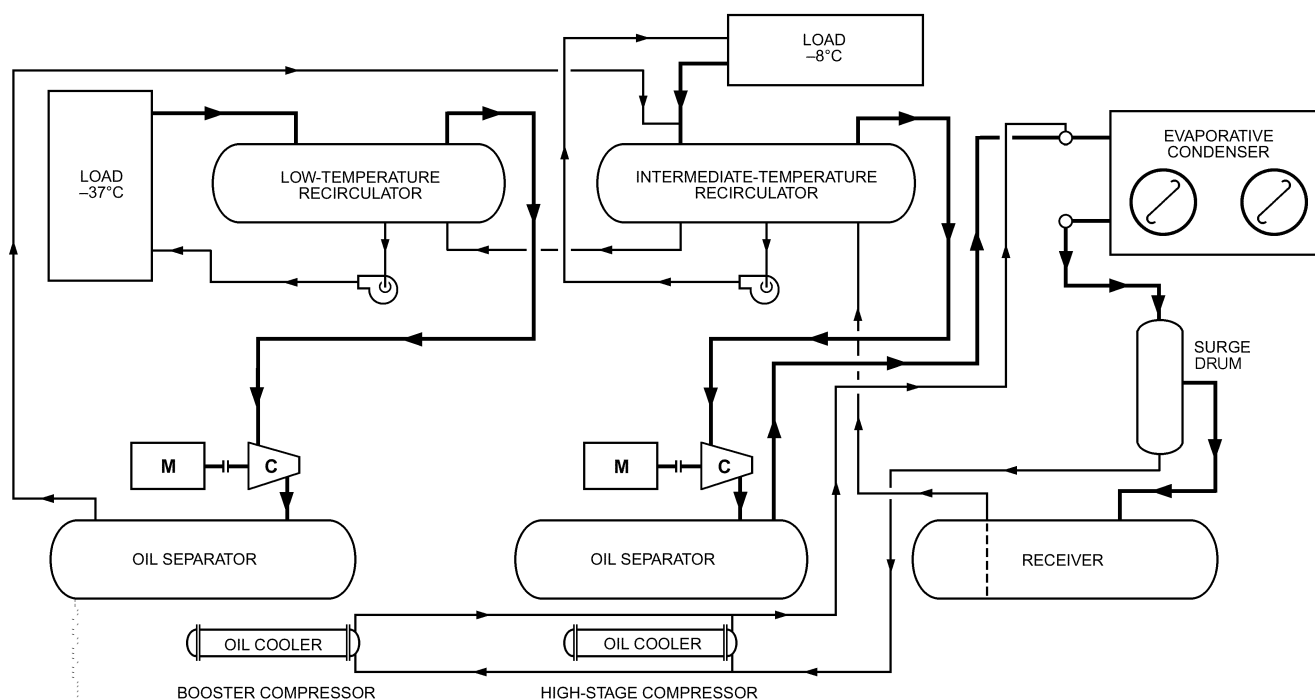 LOAD
–8°C
LOAD
–37°C
LOW-TEMPERATURE
RECIRCULATOR
INTERMEDIATE-TEMPERATURE
RECIRCULATOR
EVAPORATIVE
CONDENSER
SURGE
DRUM
M
C
M
C
OIL SEPARATOR
OIL SEPARATOR
RECEIVER
OIL COOLER
OIL COOLER
BOOSTER COMPRESSOR
HIGH-STAGE COMPRESSOR